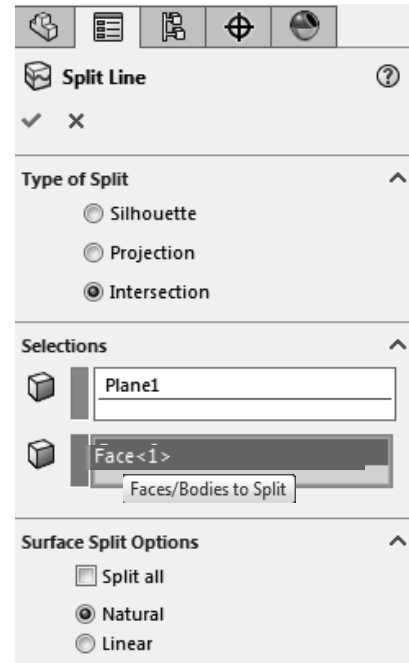 Split Line
Type of Split
Silhouette
Projection
Intersection
Selections
Plane1
Face<1>
Faces/Bodies to Split
Surface Split Options
Split all
Natural
Linear